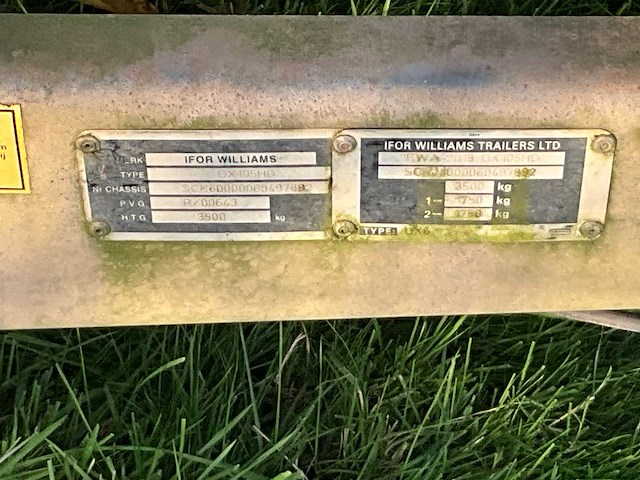 MERK IFOR WILLIAMS
TYPE GX105HD
Nr CHASSIS
P.V.G. R/00643
H.T.G. 3500 kg
IFOR WILLIAMS TRAILERS LTD
GX105HD
3500 kg
1- 1750 kg
2- 1750 kg
TYPE: